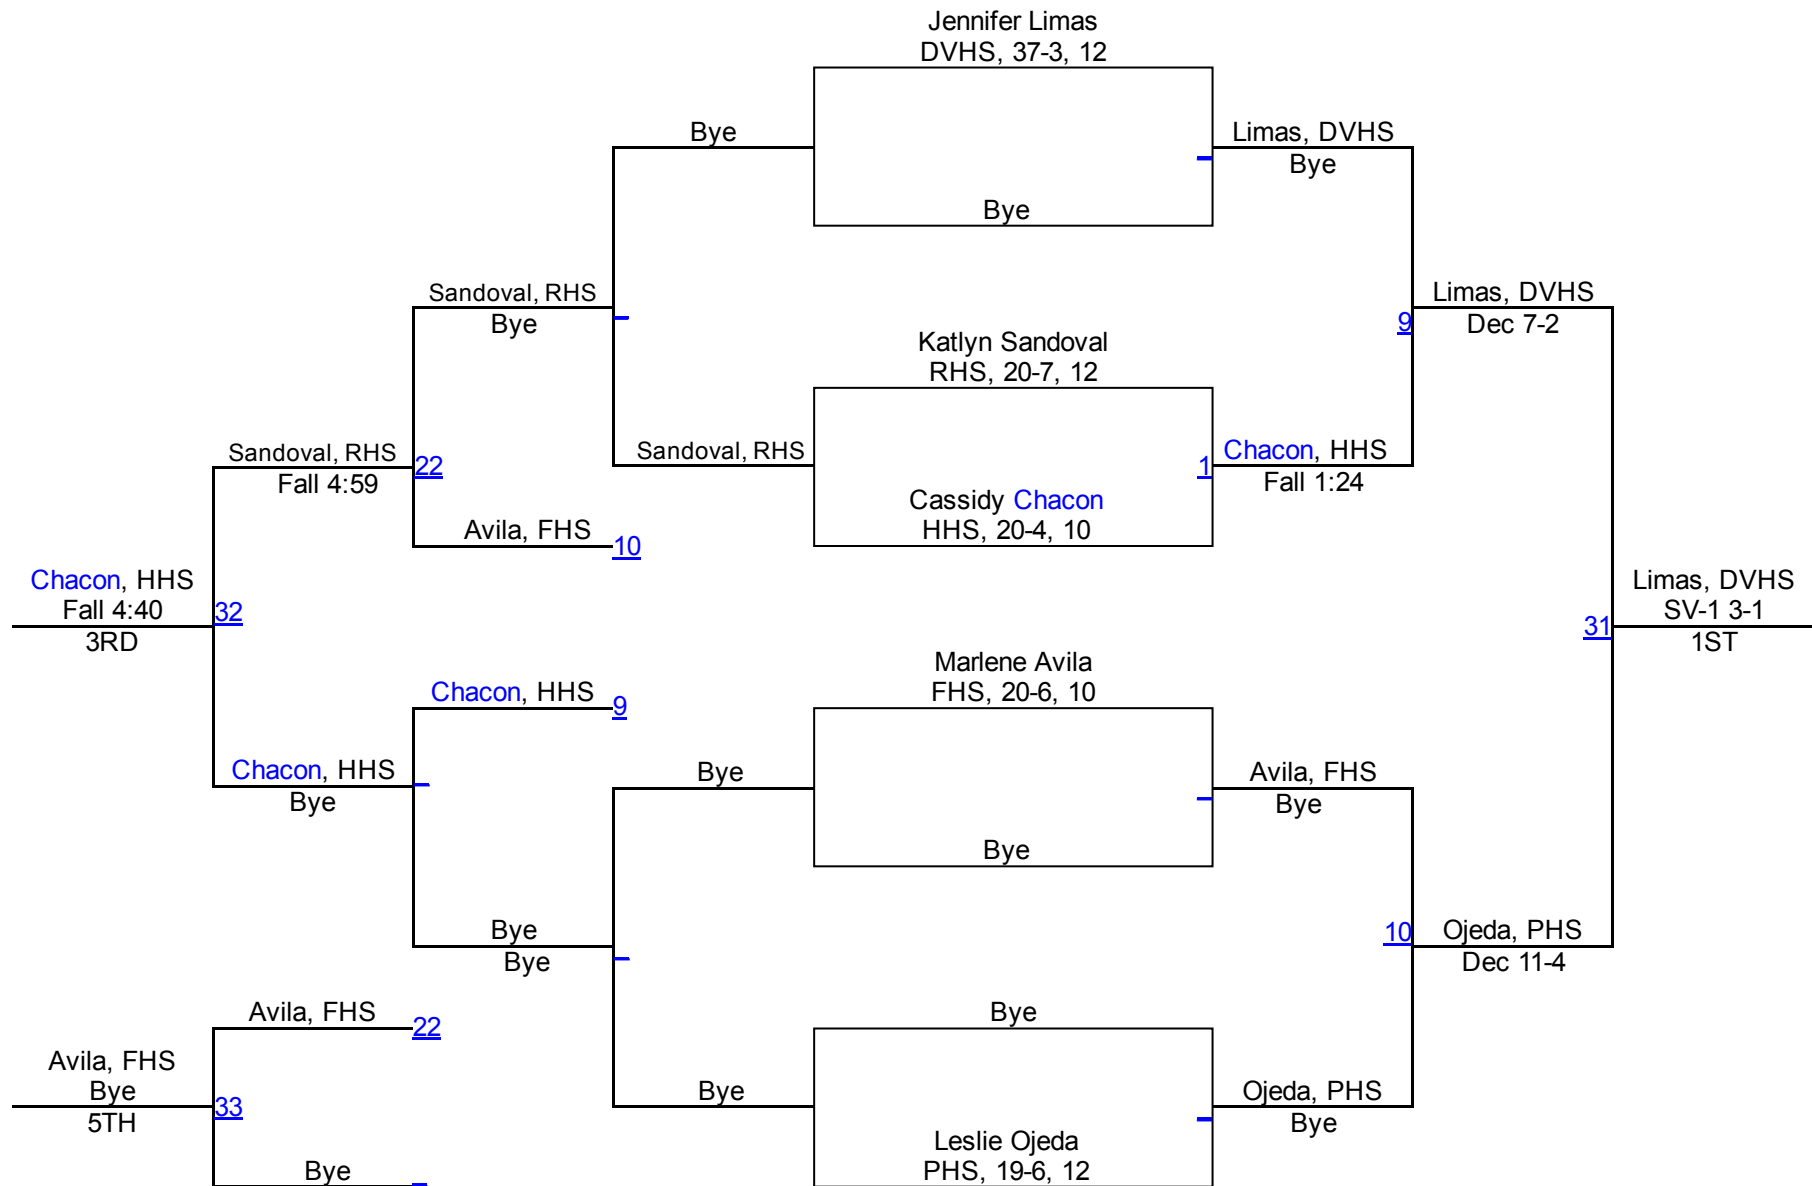 Jennifer Limas
DVHS, 37-3, 12
Bye
Limas, DVHS
Bye
Bye
Sandoval, RHS
Bye
Limas, DVHS
Dec 7-2
9
Katlyn Sandoval
RHS, 20-7, 12
Sandoval, RHS
Fall 4:59
22
Sandoval, RHS
1
Chacon, HHS
Fall 1:24
Cassidy Chacon
HHS, 20-4, 10
Avila, FHS
10
Chacon, HHS
Fall 4:40
3RD
32
Limas, DVHS
SV-1 3-1
1ST
31
Marlene Avila
FHS, 20-6, 10
Chacon, HHS
9
Chacon, HHS
Bye
Bye
Avila, FHS
Bye
Bye
Bye
Bye
10
Ojeda, PHS
Dec 11-4
Avila, FHS
22
Bye
Avila, FHS
Bye
5TH
33
Bye
Ojeda, PHS
Bye
Leslie Ojeda
PHS, 19-6, 12
Bye